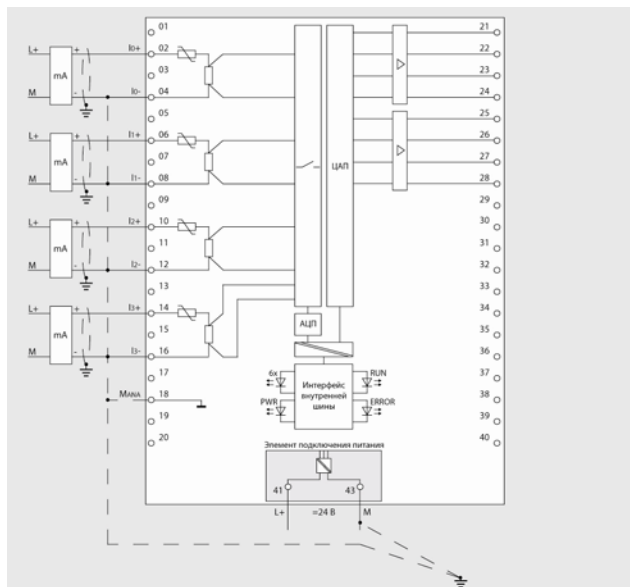 01 21
L+ + I0+ 02 22
mA 03 23
M - I0- 04 24
05 25
L+ + I1+ 06 26
mA 07 ЦАП 27
M - I1- 08 28
09 29
L+ + I2+ 10 30
mA 11 31
M - I2- 12 32
13 33
L+ + I3+ 14 34
mA 15 АЦП 35
M - I3- 16 36
17 6x RUN 37
MANA 18 Интерфейс внутренней шины 38
19 PWR ERROR 39
20 40
Элемент подключения питания
41 43
L+ =24 В M